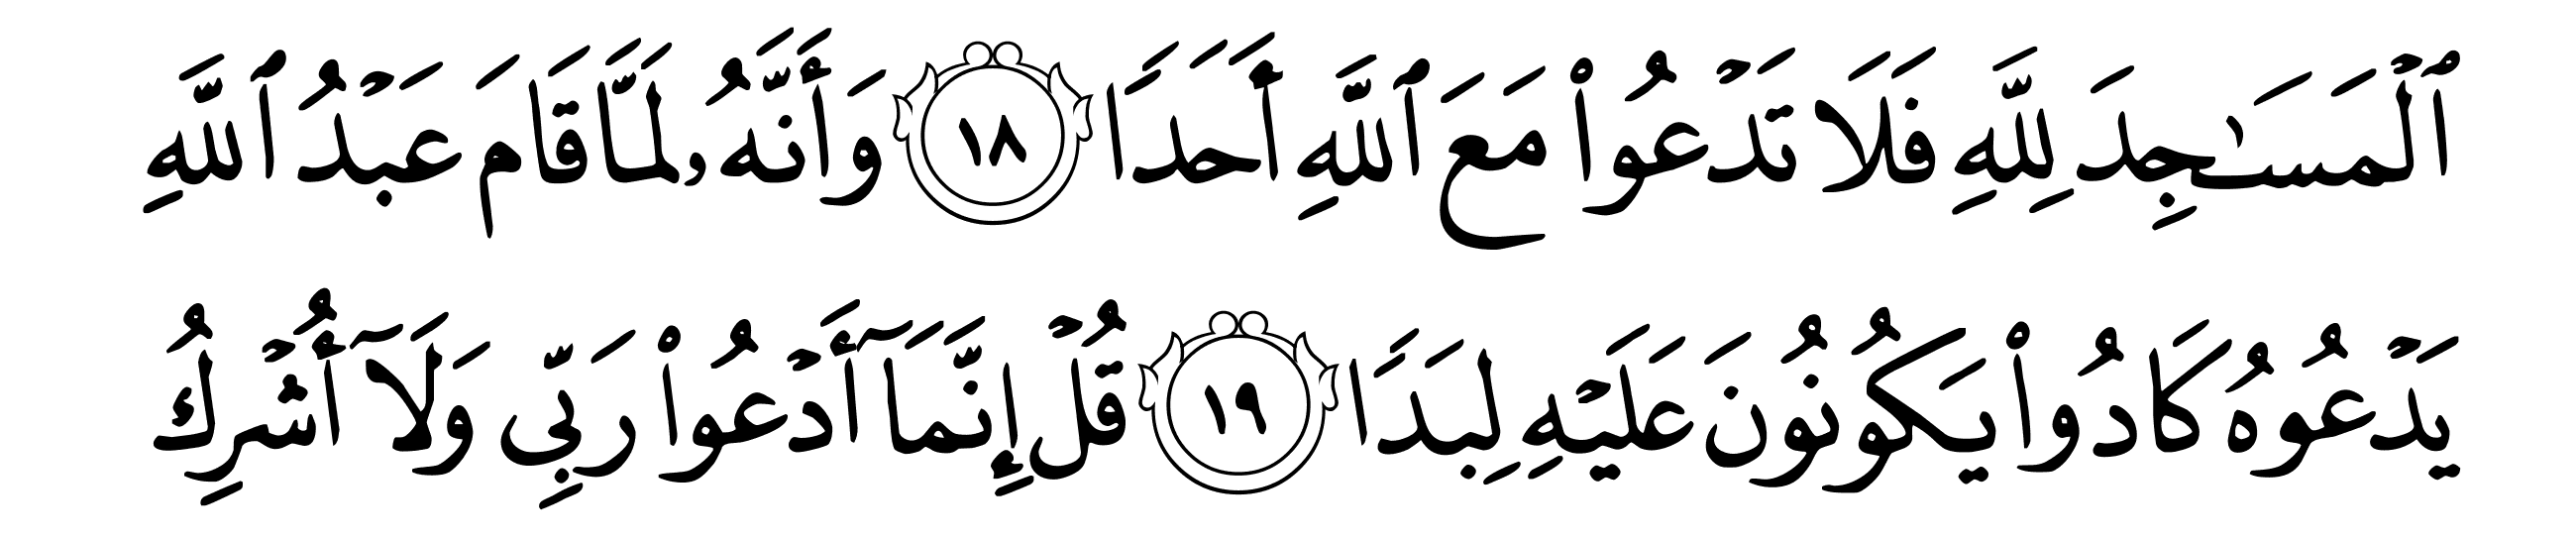 ٱلۡمَسَٰجِدَ لِلَّهِ فَلَا تَدۡعُواْ مَعَ ٱللَّهِ أَحَدًا ١٨ وَأَنَّهُۥ لَمَّا قَامَ عَبۡدُ ٱللَّهِ
يَدۡعُوهُ كَادُواْ يَكُونُونَ عَلَيۡهِ لِبَدًا ١٩ قُلۡ إِنَّمَآ أَدۡعُواْ رَبِّي وَلَآ أُشۡرِكُ